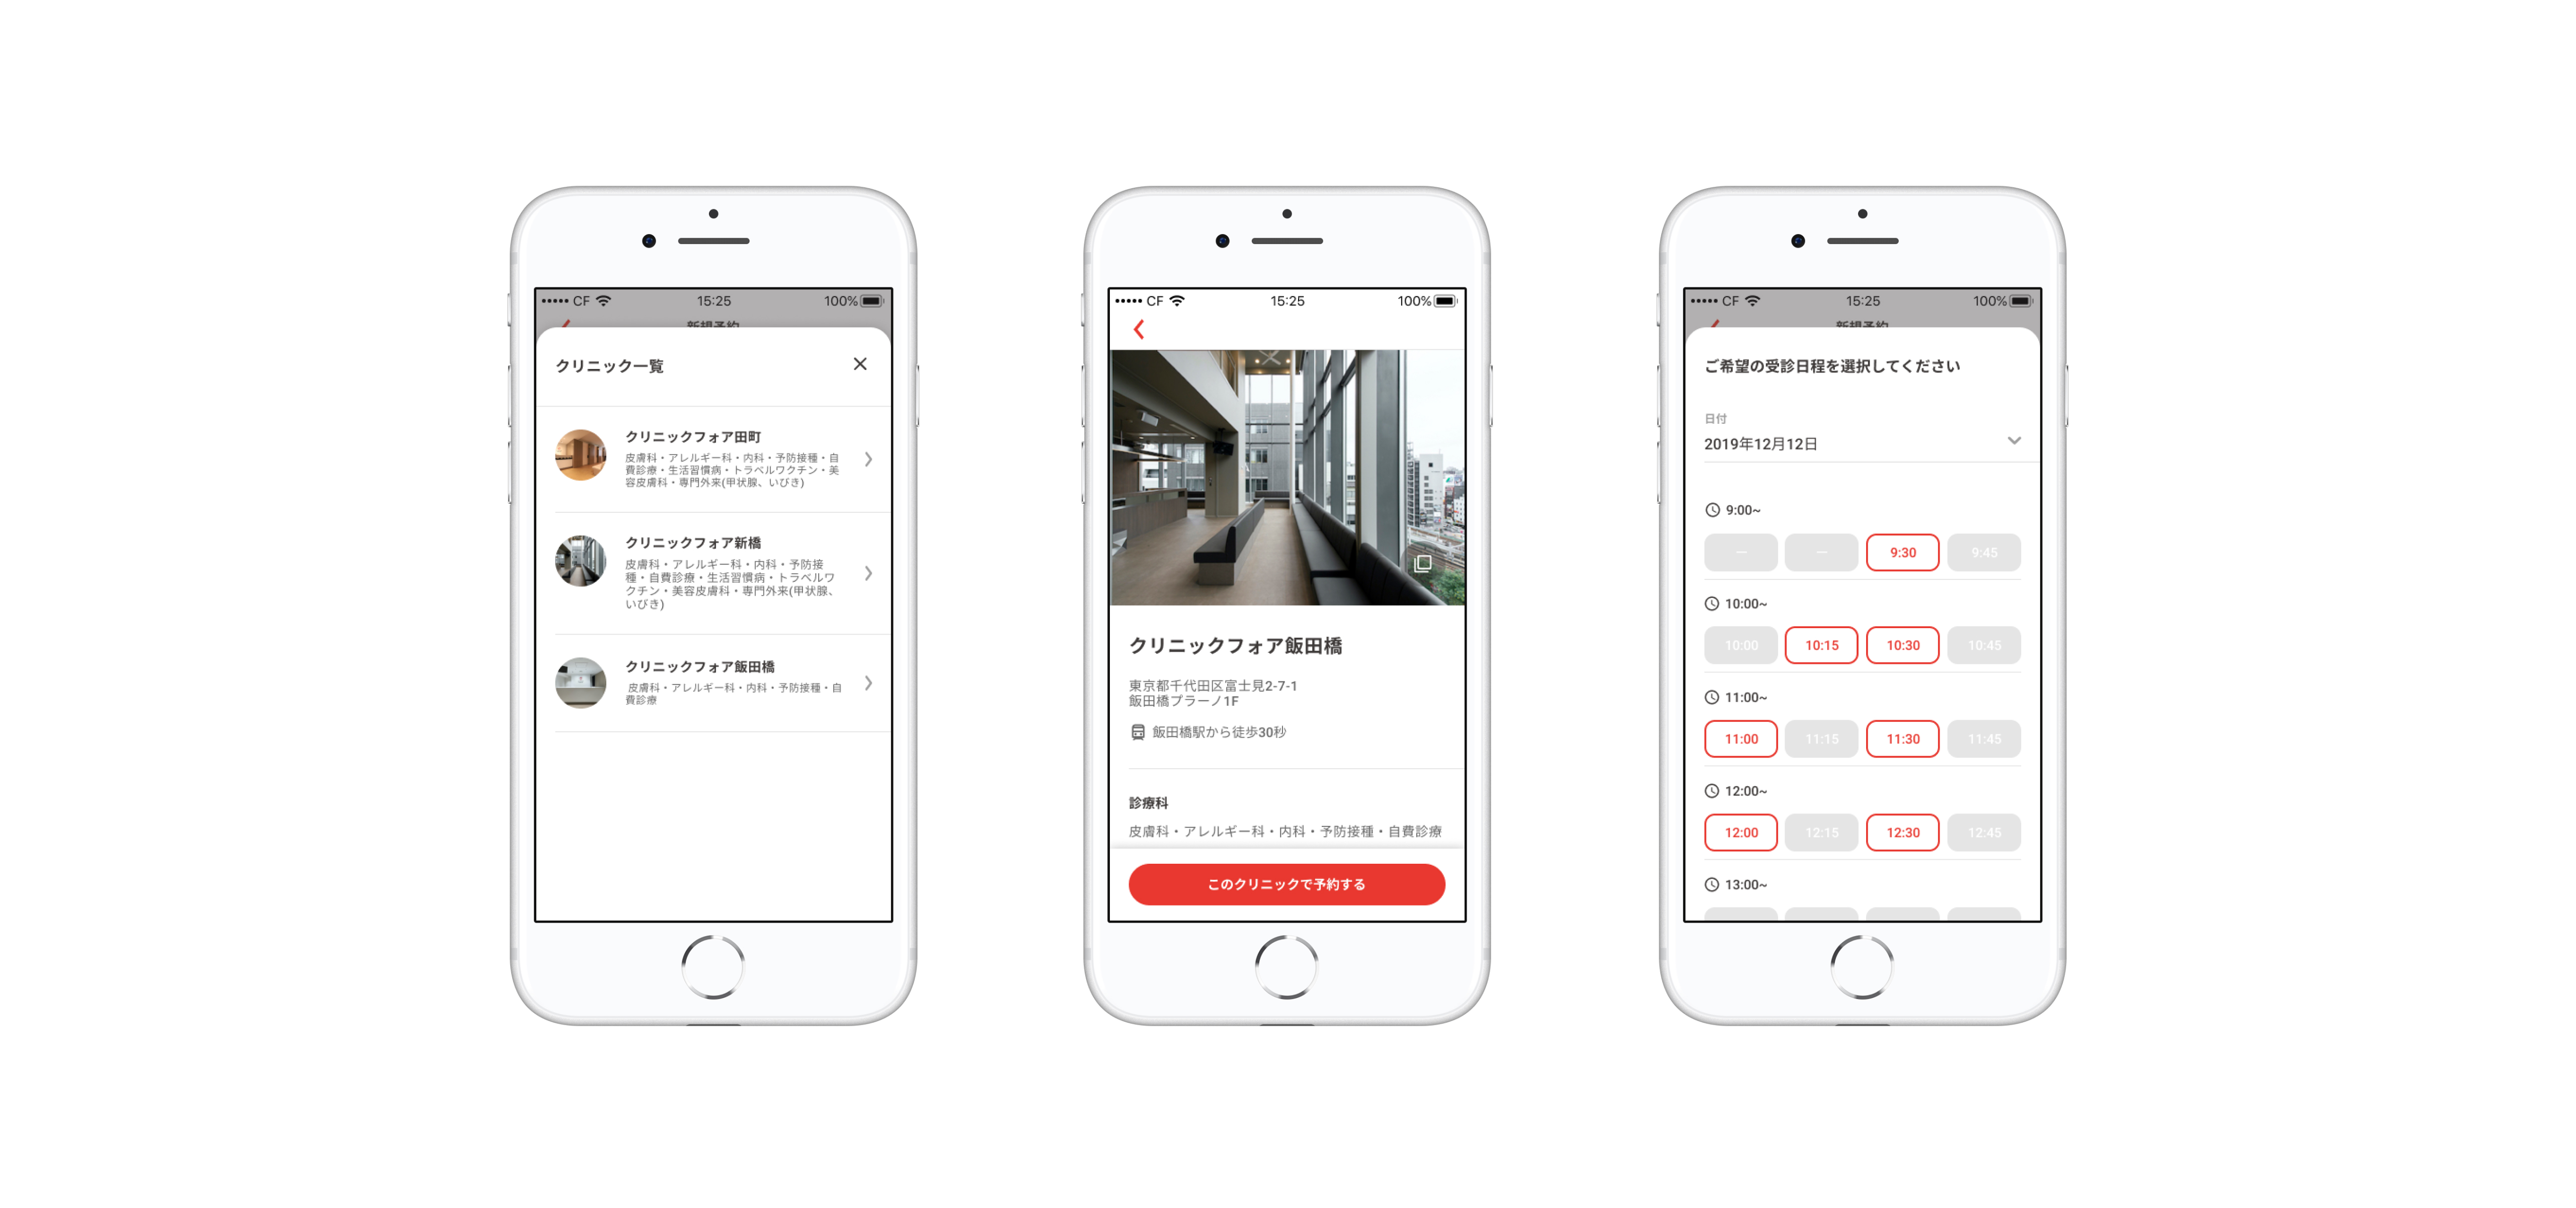 CF 15:25 100%
新規予約
クリニック一覧
クリニックフォア田町
皮膚科・アレルギー科・内科・予防接種・自
費診療・生活習慣病・トラベルワクチン・美
容皮膚科・専門外来(甲状腺、いびき)
クリニックフォア新橋
皮膚科・アレルギー科・内科・予防接
種・自費診療・生活習慣病・トラベルワ
クチン・美容皮膚科・専門外来(甲状腺、
いびき)
クリニックフォア飯田橋
皮膚科・アレルギー科・内科・予防接種・自
費診療
CF 15:25 100%
クリニックフォア飯田橋
東京都千代田区富士見2-7-1
飯田橋プラーノ1F
飯田橋駅から徒歩30秒
診療科
皮膚科・アレルギー科・内科・予防接種・自費診療
このクリニックで予約する
CF 15:25 100%
新規予約
ご希望の受診日程を選択してください
日付
2019年12月12日
9:00~
— — 9:30 9:45
10:00~
10:00 10:15 10:30 10:45
11:00~
11:00 11:15 11:30 11:45
12:00~
12:00 12:15 12:30 12:45
13:00~